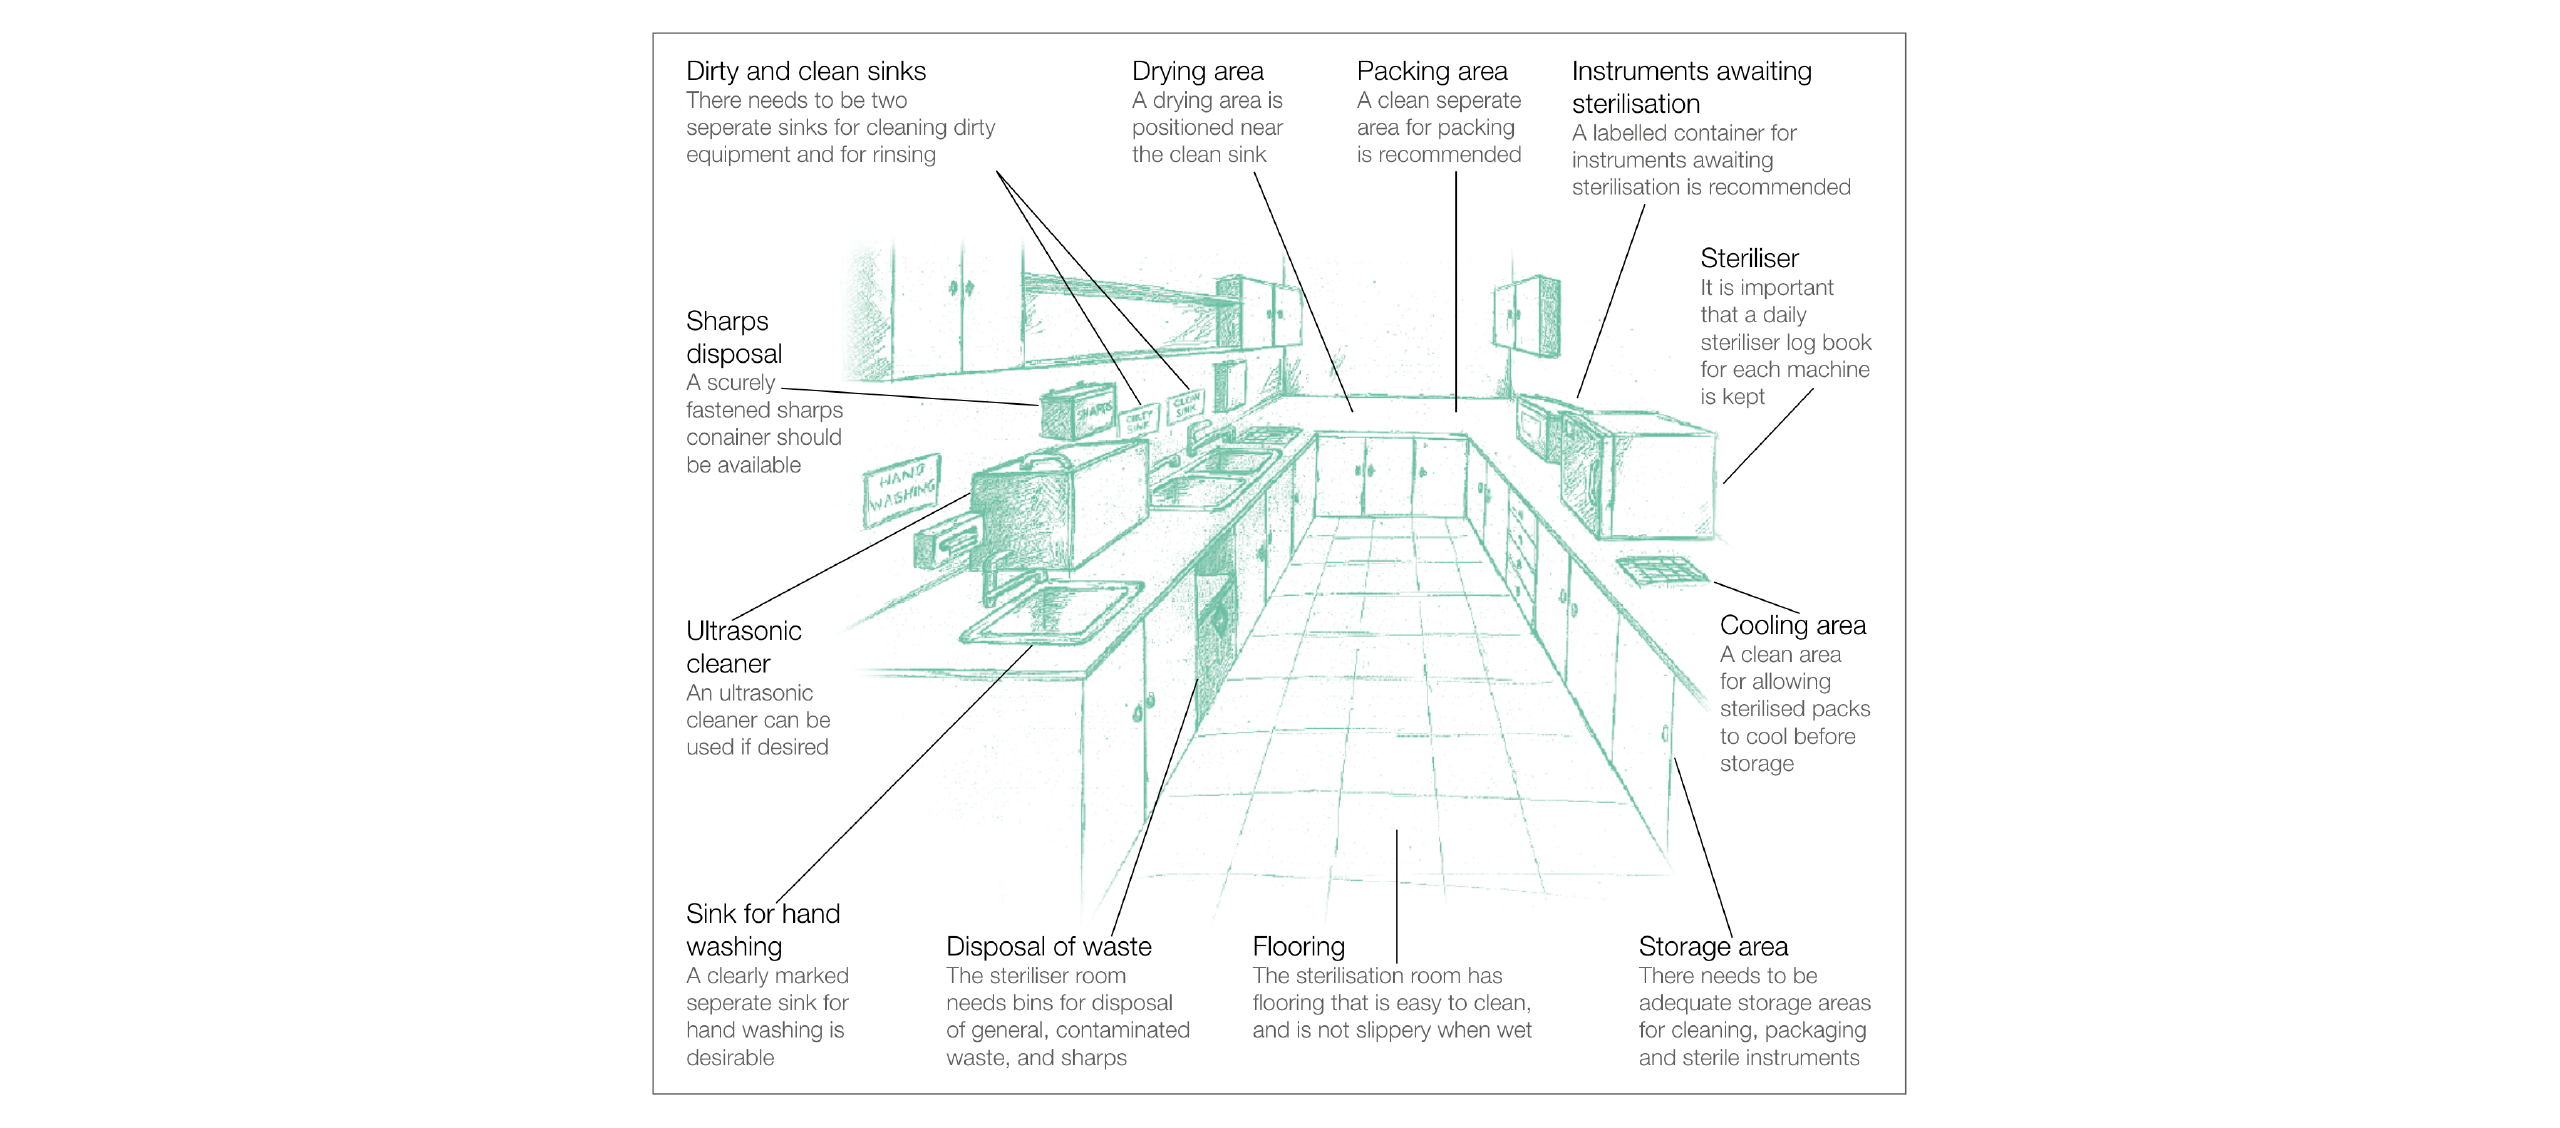 Dirty and clean sinks
There needs to be two
seperate sinks for cleaning dirty
equipment and for rinsing
Drying area
A drying area is
positioned near
the clean sink
Packing area
A clean seperate
area for packing
is recommended
Instruments awaiting
sterilisation
A labelled container for
instruments awaiting
sterilisation is recommended
Steriliser
It is important
that a daily
steriliser log book
for each machine
is kept
Sharps
disposal
A scurely
fastened sharps
conainer should
be available
SHARPS
DIRTY
SINK
CLEAN
SINK
HAND
WASHING
Ultrasonic
cleaner
An ultrasonic
cleaner can be
used if desired
Cooling area
A clean area
for allowing
sterilised packs
to cool before
storage
Sink for hand
washing
A clearly marked
seperate sink for
hand washing is
desirable
Disposal of waste
The steriliser room
needs bins for disposal
of general, contaminated
waste, and sharps
Flooring
The sterilisation room has
flooring that is easy to clean,
and is not slippery when wet
Storage area
There needs to be
adequate storage areas
for cleaning, packaging
and sterile instruments